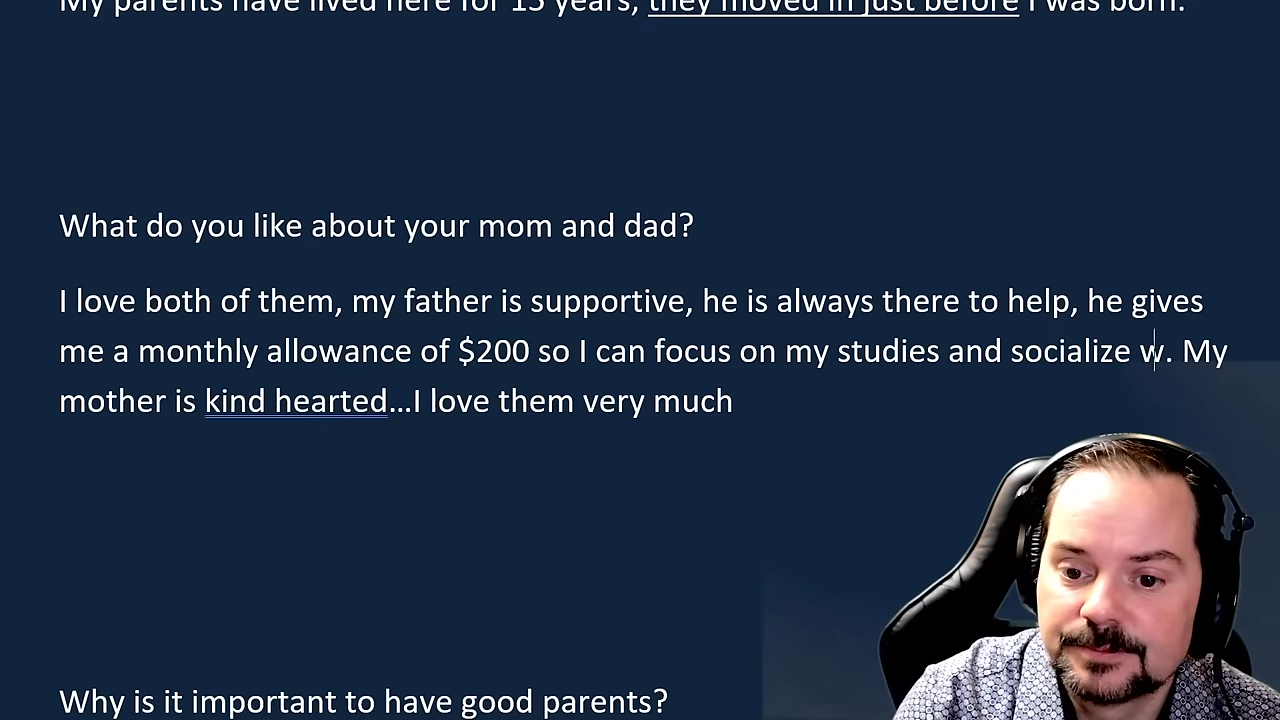 My parents have lived here for 15 years, they moved in just before I was born.
What do you like about your mom and dad?
I love both of them, my father is supportive, he is always there to help, he gives
me a monthly allowance of $200 so I can focus on my studies and socialize w. My
mother is kind hearted…I love them very much
Why is it important to have good parents?